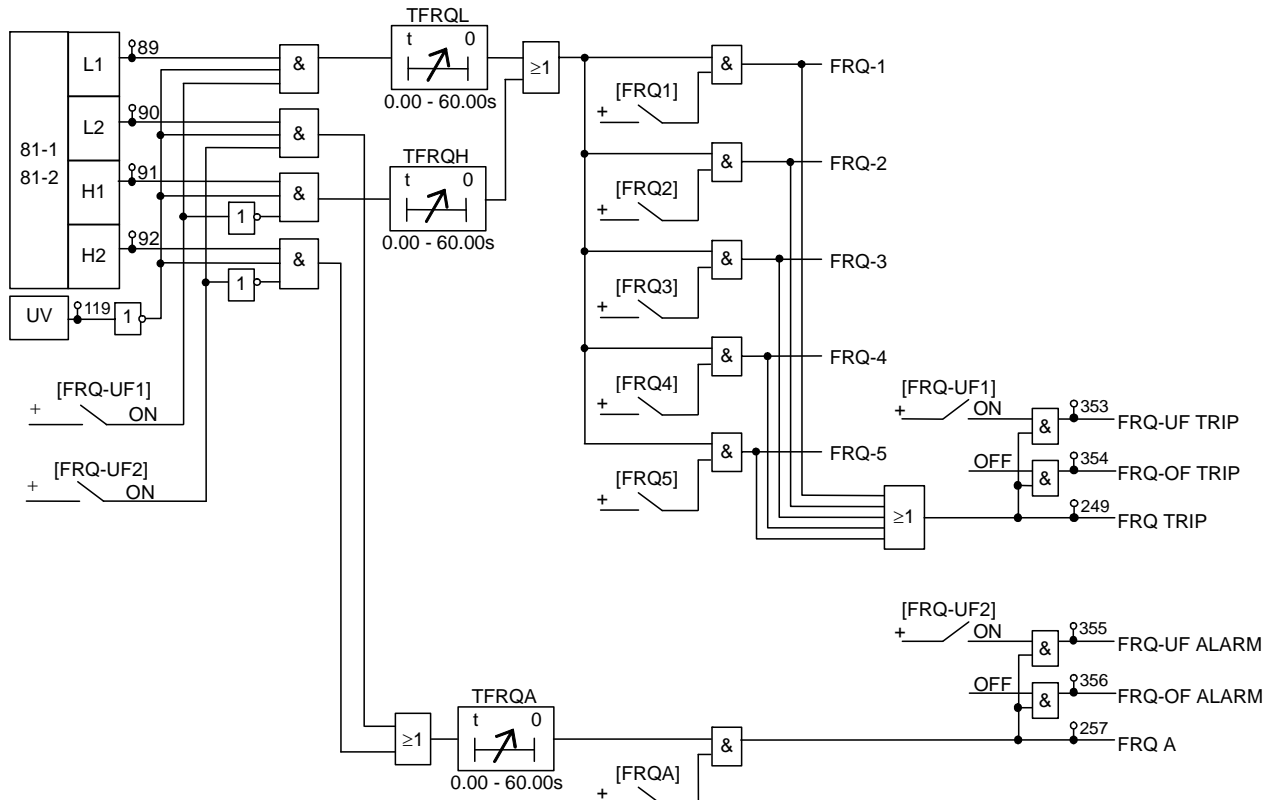 TFRQL
t 0
0.00 - 60.00s
81-1
81-2
L1
89
L2
90
H1
91
H2
92
UV
119
1
&
&
&
1
&
1
TFRQH
t 0
0.00 - 60.00s
≥1
[FRQ1]
+
&
FRQ-1
[FRQ2]
+
&
FRQ-2
[FRQ3]
+
&
FRQ-3
[FRQ4]
+
&
FRQ-4
[FRQ5]
+
&
FRQ-5
≥1
[FRQ-UF1]
+ ON
[FRQ-UF2]
+ ON
[FRQ-UF1]
+ ON
&
353
FRQ-UF TRIP
OFF
&
354
FRQ-OF TRIP
249
FRQ TRIP
[FRQ-UF2]
+ ON
&
355
FRQ-UF ALARM
OFF
&
356
FRQ-OF ALARM
257
FRQ A
≥1
TFRQA
t 0
0.00 - 60.00s
&
[FRQA]
+